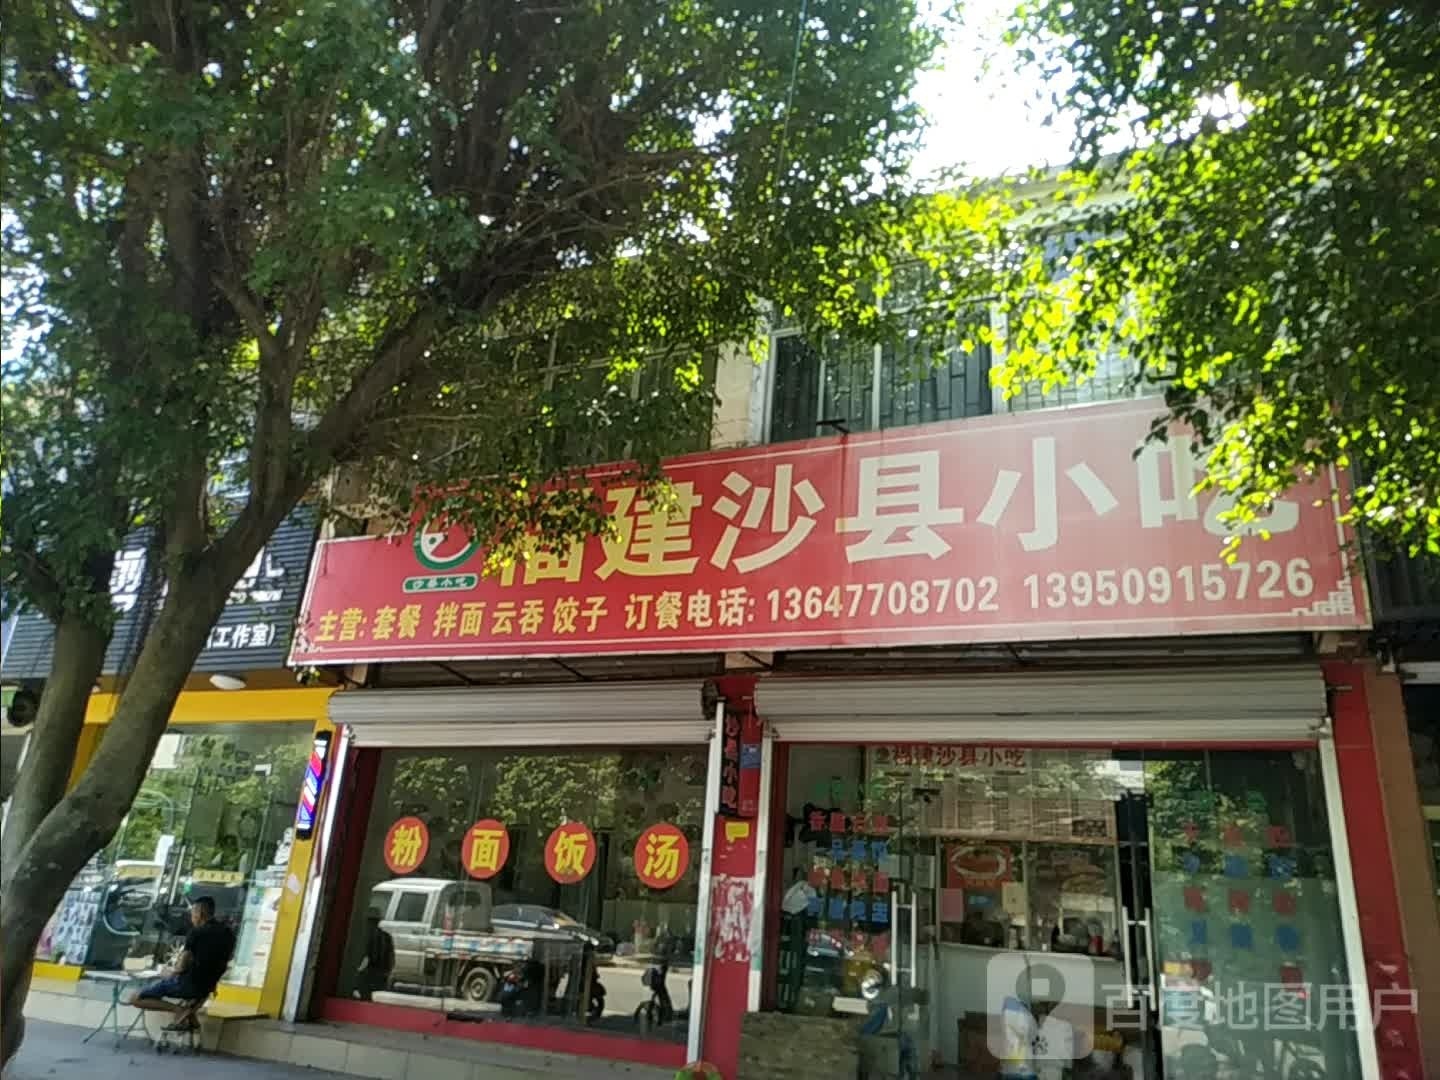 福建沙县小吃
沙县小吃
主营: 套餐 拌面 云吞 饺子 订餐电话: 13647708702 13950915726
(工作室)
沙县小吃
福建沙县小吃
粉 面 饭 汤
百度地图用户